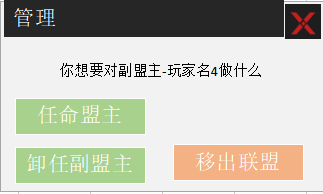 管理
你想要对副盟主-玩家名4做什么
任命盟主
卸任副盟主
移出联盟